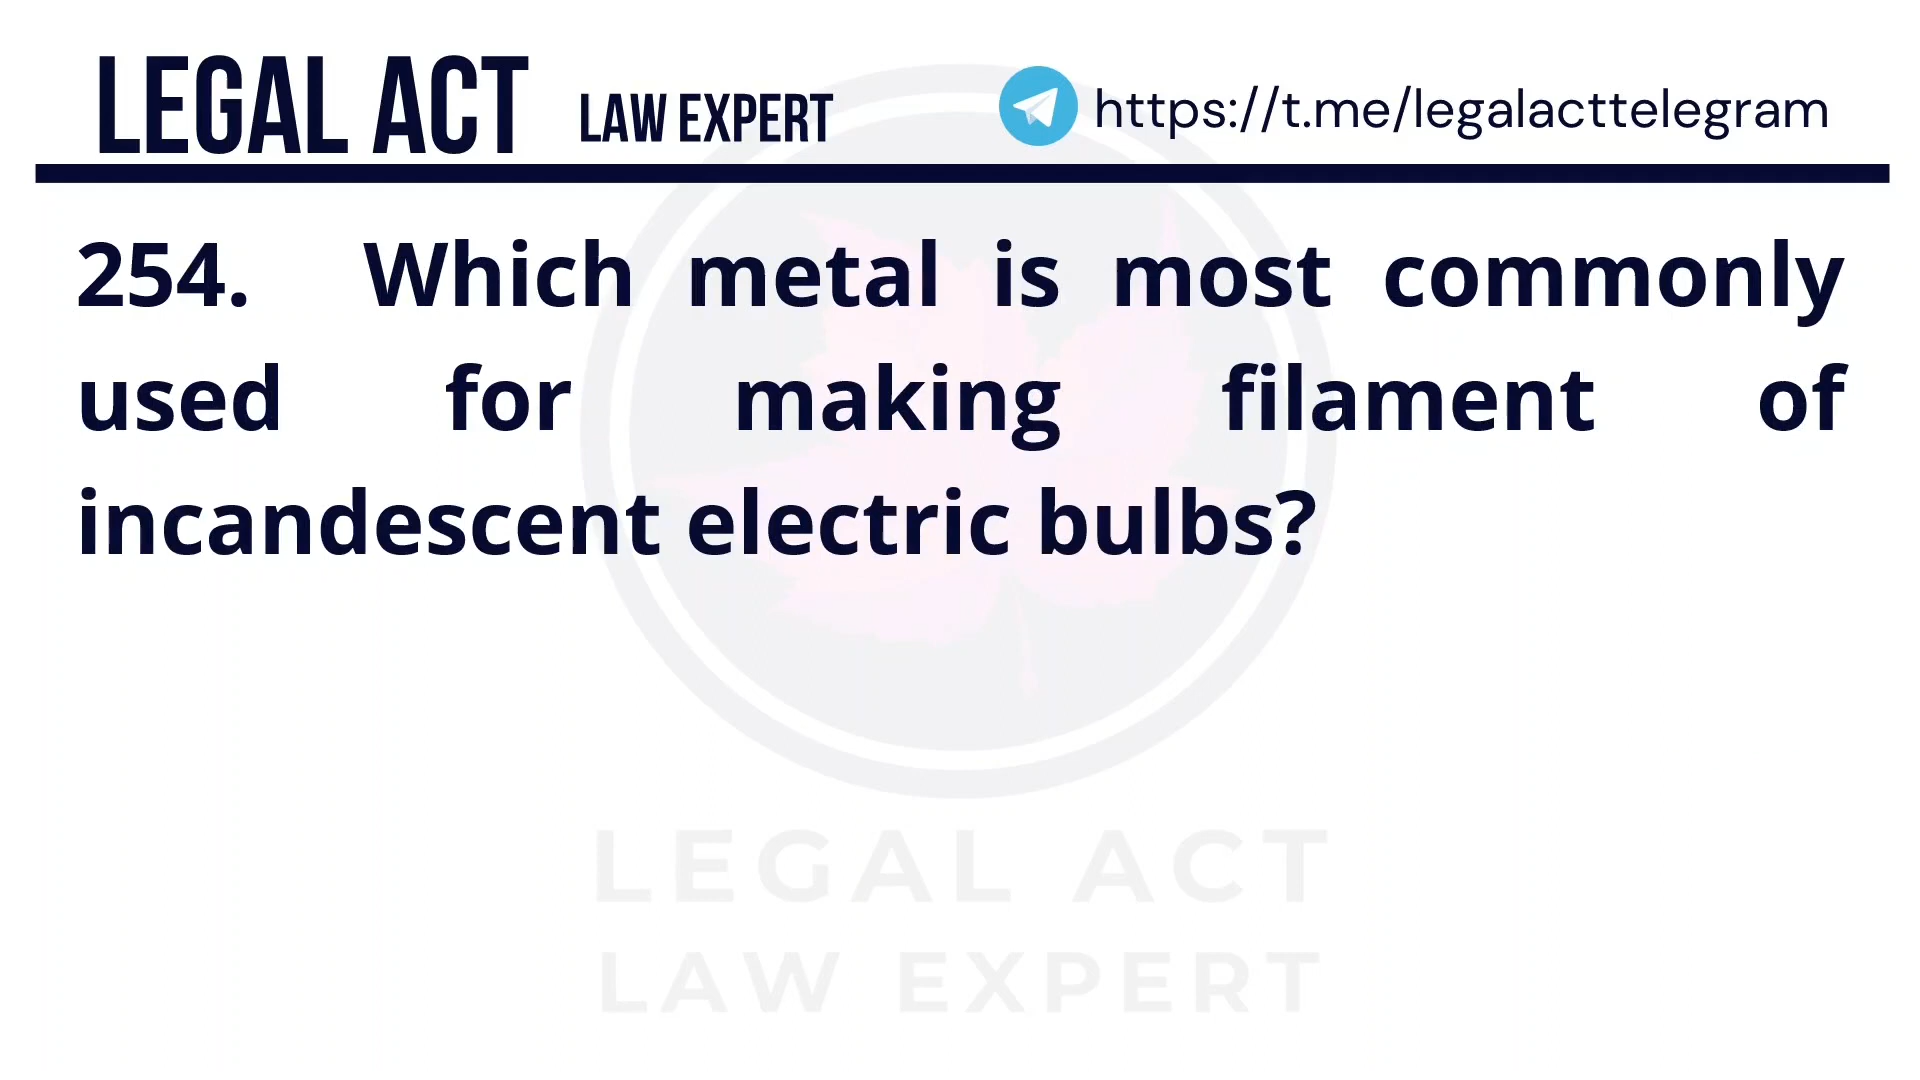 LEGAL ACT LAW EXPERT https://t.me/legalacttelegram
254. Which metal is most commonly
used for making filament of
incandescent electric bulbs?
LEGAL ACT
LAW EXPERT